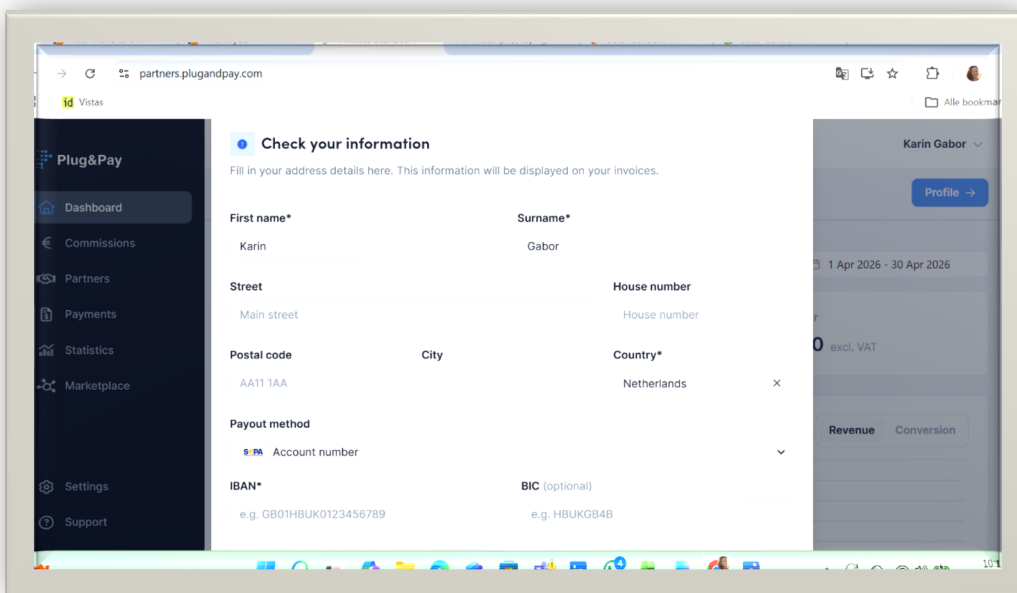 partners.plugandpay.com
id Vistas
Alle bookmar
Plug&Pay
Dashboard
Commissions
Partners
Payments
Statistics
Marketplace
Settings
Support
Check your information
Fill in your address details here. This information will be displayed on your invoices.
First name* Surname*
Karin Gabor
Street House number
Main street House number
Postal code City Country*
AA11 1AA Netherlands
Payout method
SEPA Account number
IBAN* BIC (optional)
e.g. GB01HBUK0123456789 e.g. HBUKGB4B
Karin Gabor
Profile →
1 Apr 2026 - 30 Apr 2026
0 excl. VAT
Revenue Conversion